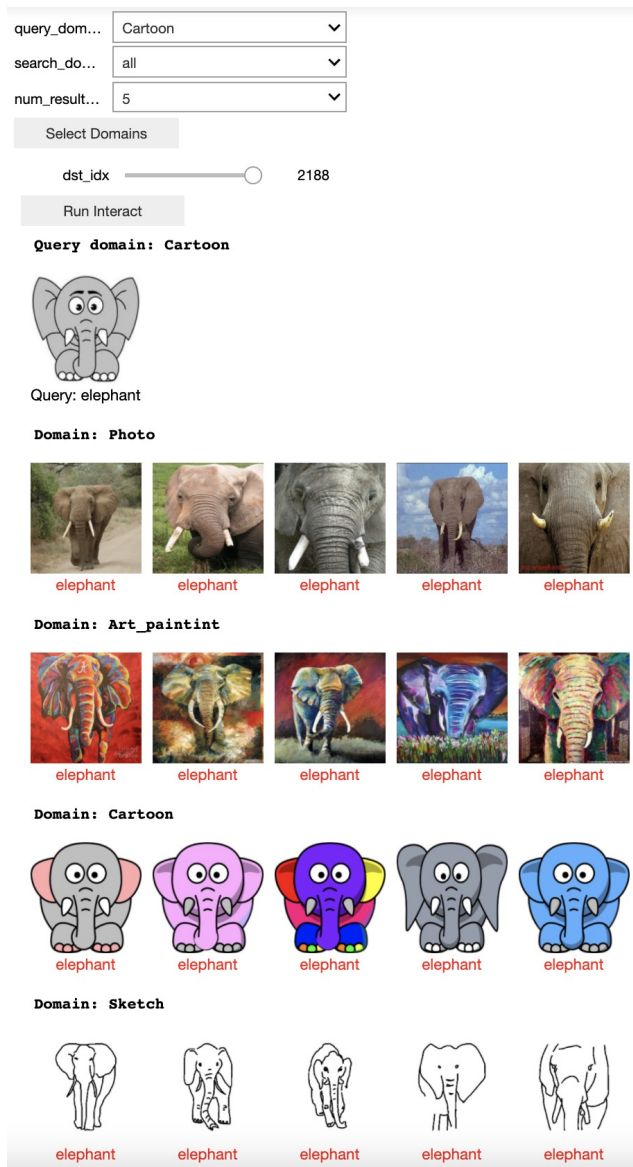 query_dom… Cartoon
search_do… all
num_result… 5
Select Domains
dst_idx 2188
Run Interact
Query domain: Cartoon
Query: elephant
Domain: Photo
elephant elephant elephant elephant elephant
Domain: Art_paintint
elephant elephant elephant elephant elephant
Domain: Cartoon
elephant elephant elephant elephant elephant
Domain: Sketch
elephant elephant elephant elephant elephant